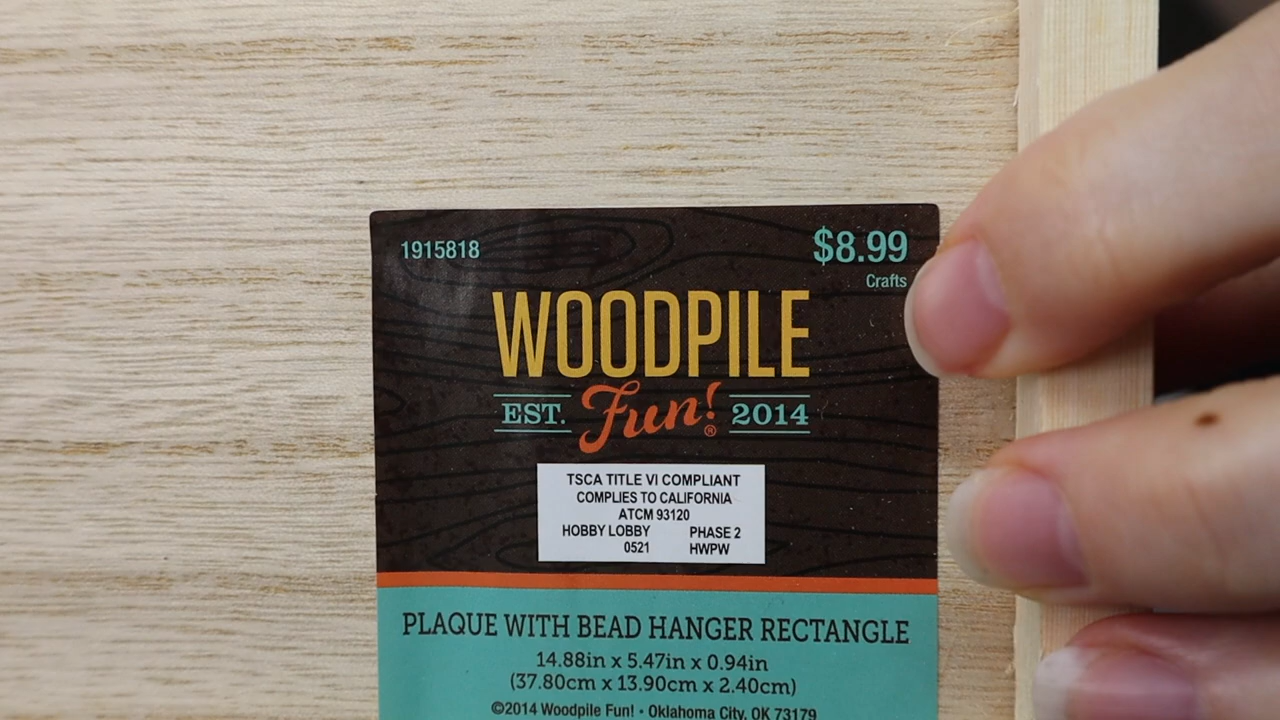 1915818
$8.99
Crafts
WOODPILE
EST. Fun!® 2014
TSCA TITLE VI COMPLIANT
COMPLIES TO CALIFORNIA
ATCM 93120
HOBBY LOBBY PHASE 2
0521 HWPW
PLAQUE WITH BEAD HANGER RECTANGLE
14.88in x 5.47in x 0.94in
(37.80cm x 13.90cm x 2.40cm)
©2014 Woodpile Fun! • Oklahoma City, OK 73179